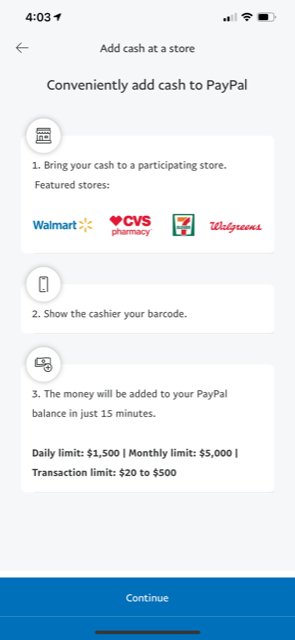 4:03
Add cash at a store
Conveniently add cash to PayPal
1. Bring your cash to a participating store.
Featured stores:
Walmart CVS pharmacy 7-ELEVEN Walgreens
2. Show the cashier your barcode.
3. The money will be added to your PayPal
balance in just 15 minutes.
Daily limit: $1,500 | Monthly limit: $5,000 |
Transaction limit: $20 to $500
Continue